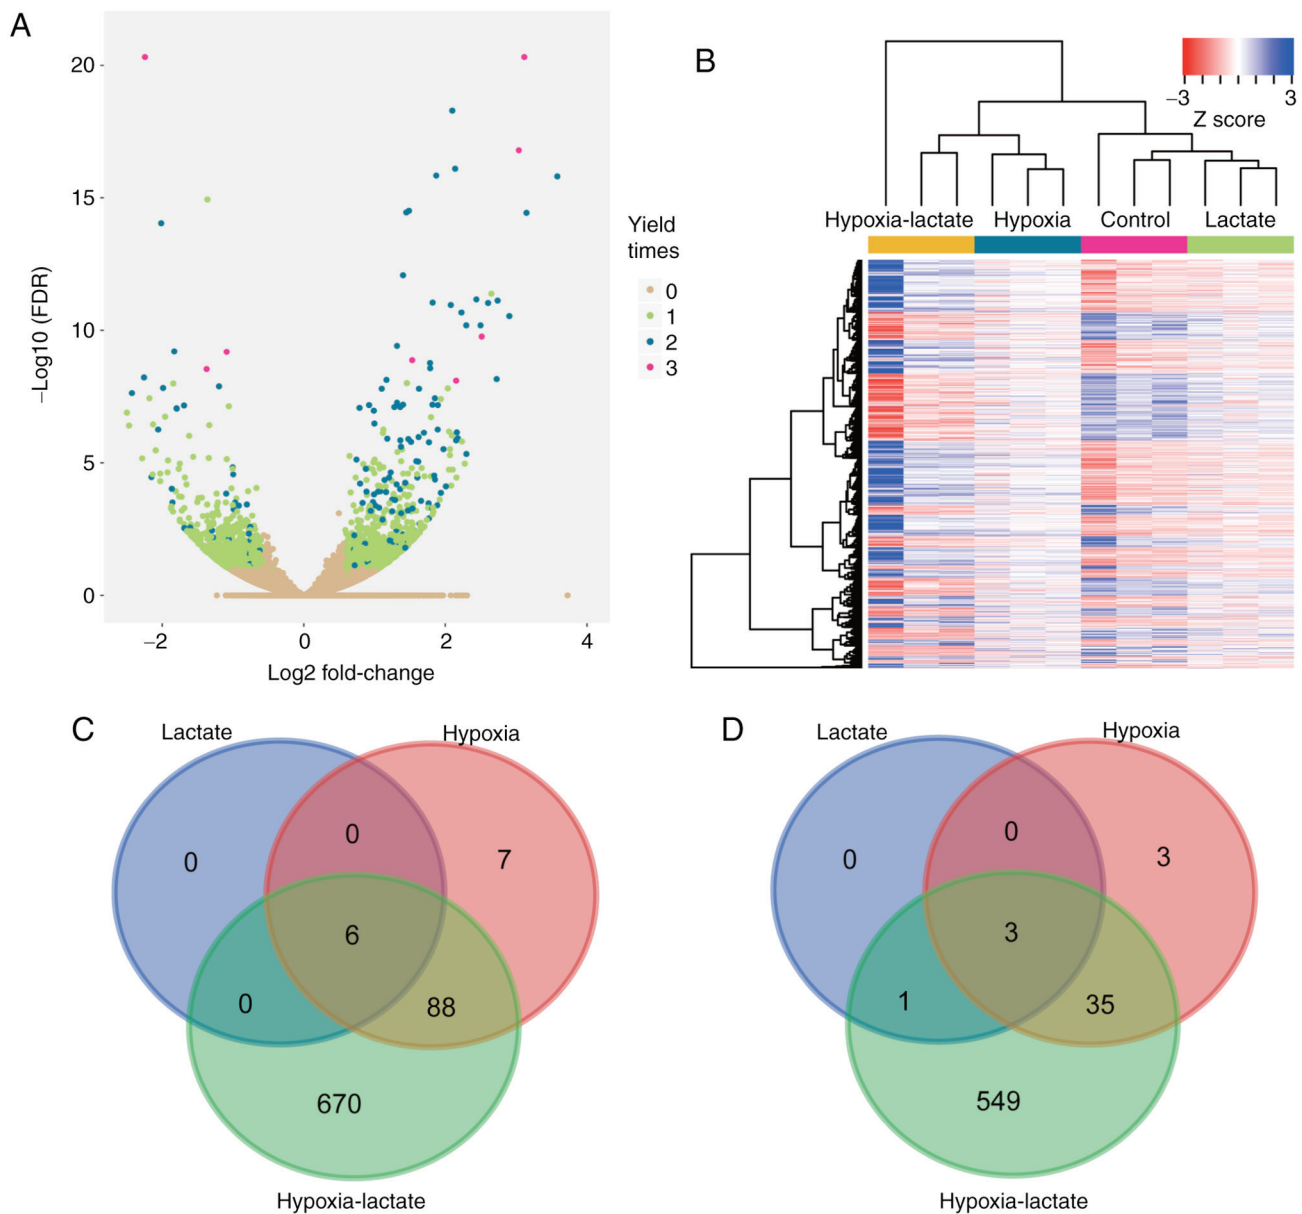 A
20
15
10
5
0
−Log10 (FDR)
−2
0
2
4
Log2 fold-change
Yield
times
0
1
2
3
B
−3
3
Z score
Hypoxia-lactate
Hypoxia
Control
Lactate
C
Lactate
Hypoxia
0
0
7
6
0
88
670
Hypoxia-lactate
D
Lactate
Hypoxia
0
0
3
3
1
35
549
Hypoxia-lactate